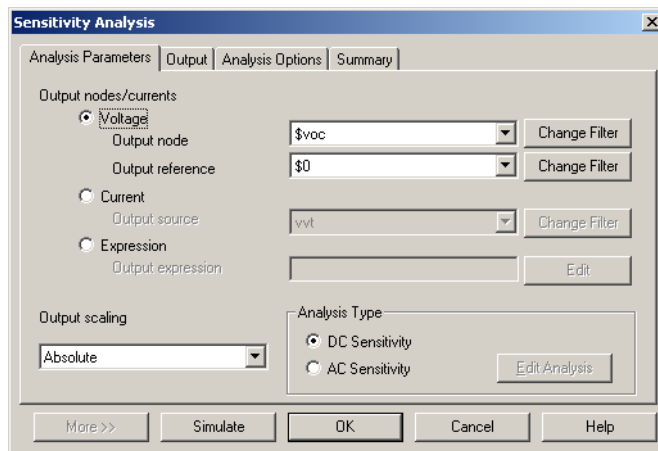 Sensitivity Analysis
Analysis Parameters Output Analysis Options Summary
Output nodes/currents
Voltage
Output node $voc Change Filter
Output reference $0 Change Filter
Current
Output source vvt Change Filter
Expression
Output expression Edit
Output scaling
Absolute
Analysis Type
DC Sensitivity
AC Sensitivity
Edit Analysis
More >> Simulate OK Cancel Help